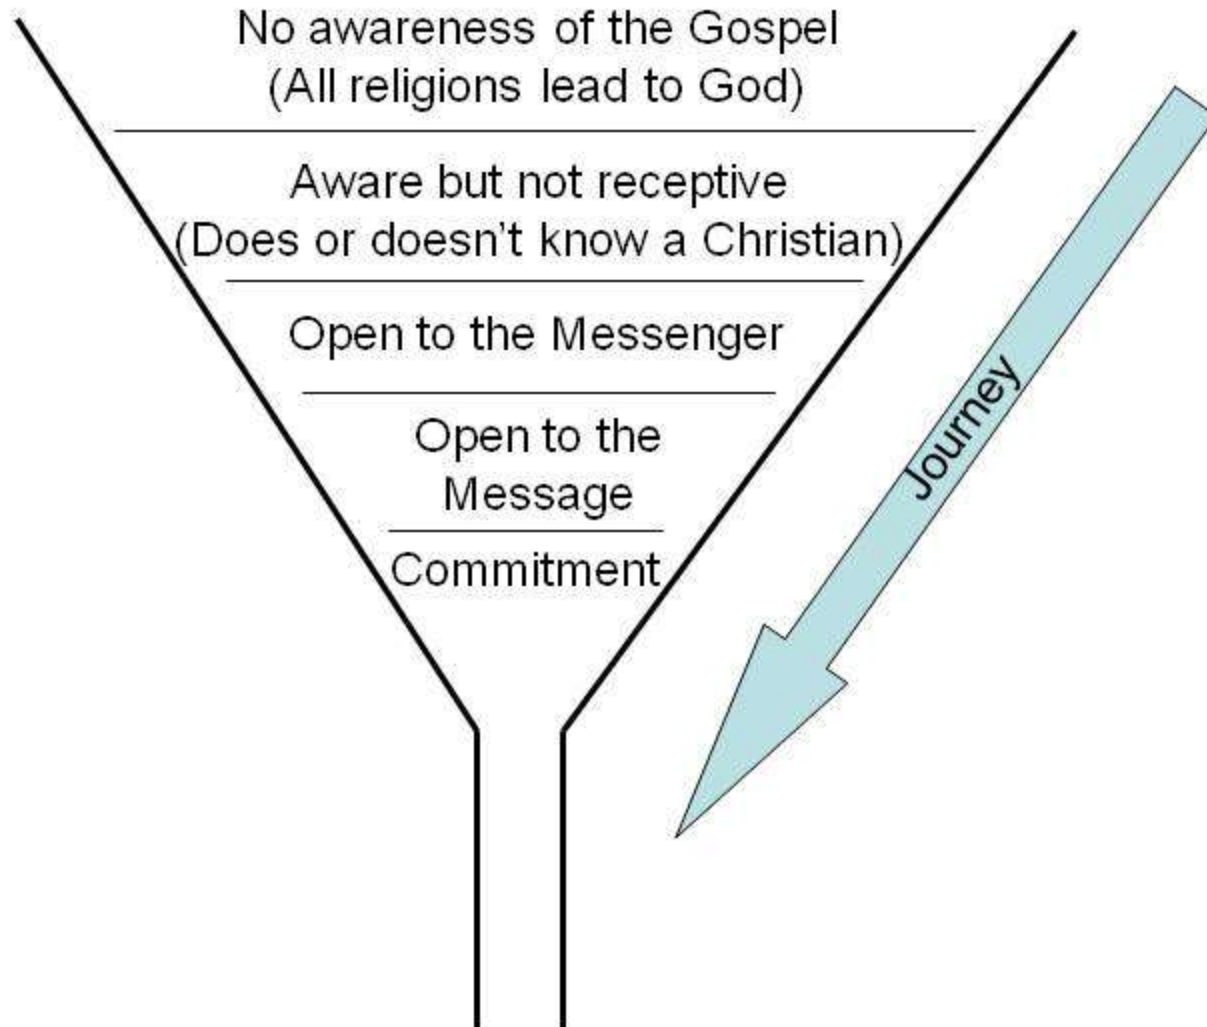 No awareness of the Gospel
(All religions lead to God)
Aware but not receptive
(Does or doesn't know a Christian)
Open to the Messenger
Open to the
Message
Commitment
Journey